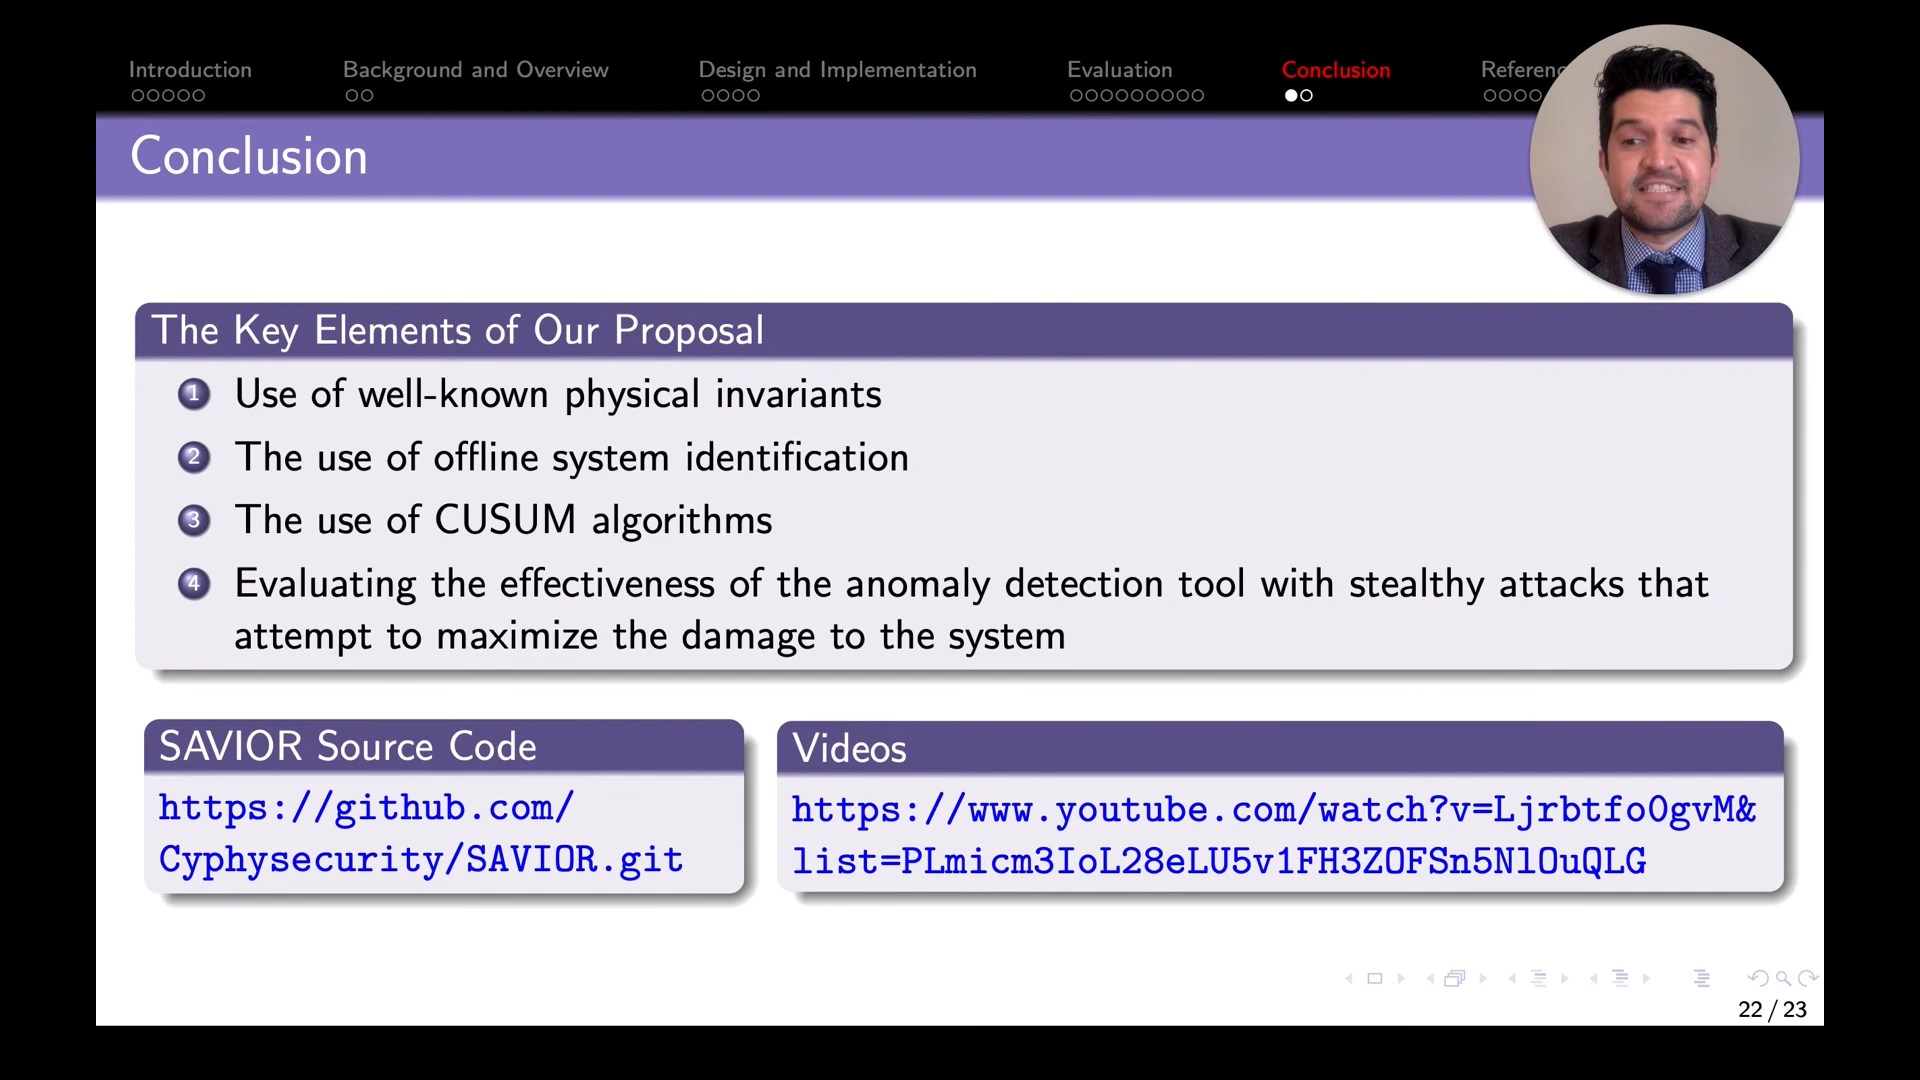 Introduction
Background and Overview
Design and Implementation
Evaluation
Conclusion
Conclusion
The Key Elements of Our Proposal
1 Use of well-known physical invariants
2 The use of offline system identification
3 The use of CUSUM algorithms
4 Evaluating the effectiveness of the anomaly detection tool with stealthy attacks that
attempt to maximize the damage to the system
SAVIOR Source Code
https://github.com/
Cyphysecurity/SAVIOR.git
Videos
https://www.youtube.com/watch?v=Ljrbtfo0gvM&
list=PLmicm3IoL28eLU5v1FH3ZOFSn5NlOuQLG
22 / 23